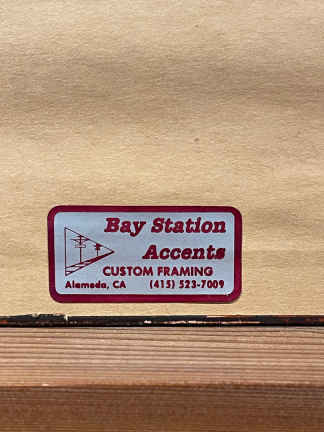 Bay Station
Accents
CUSTOM FRAMING
Alameda, CA (415) 523-7009